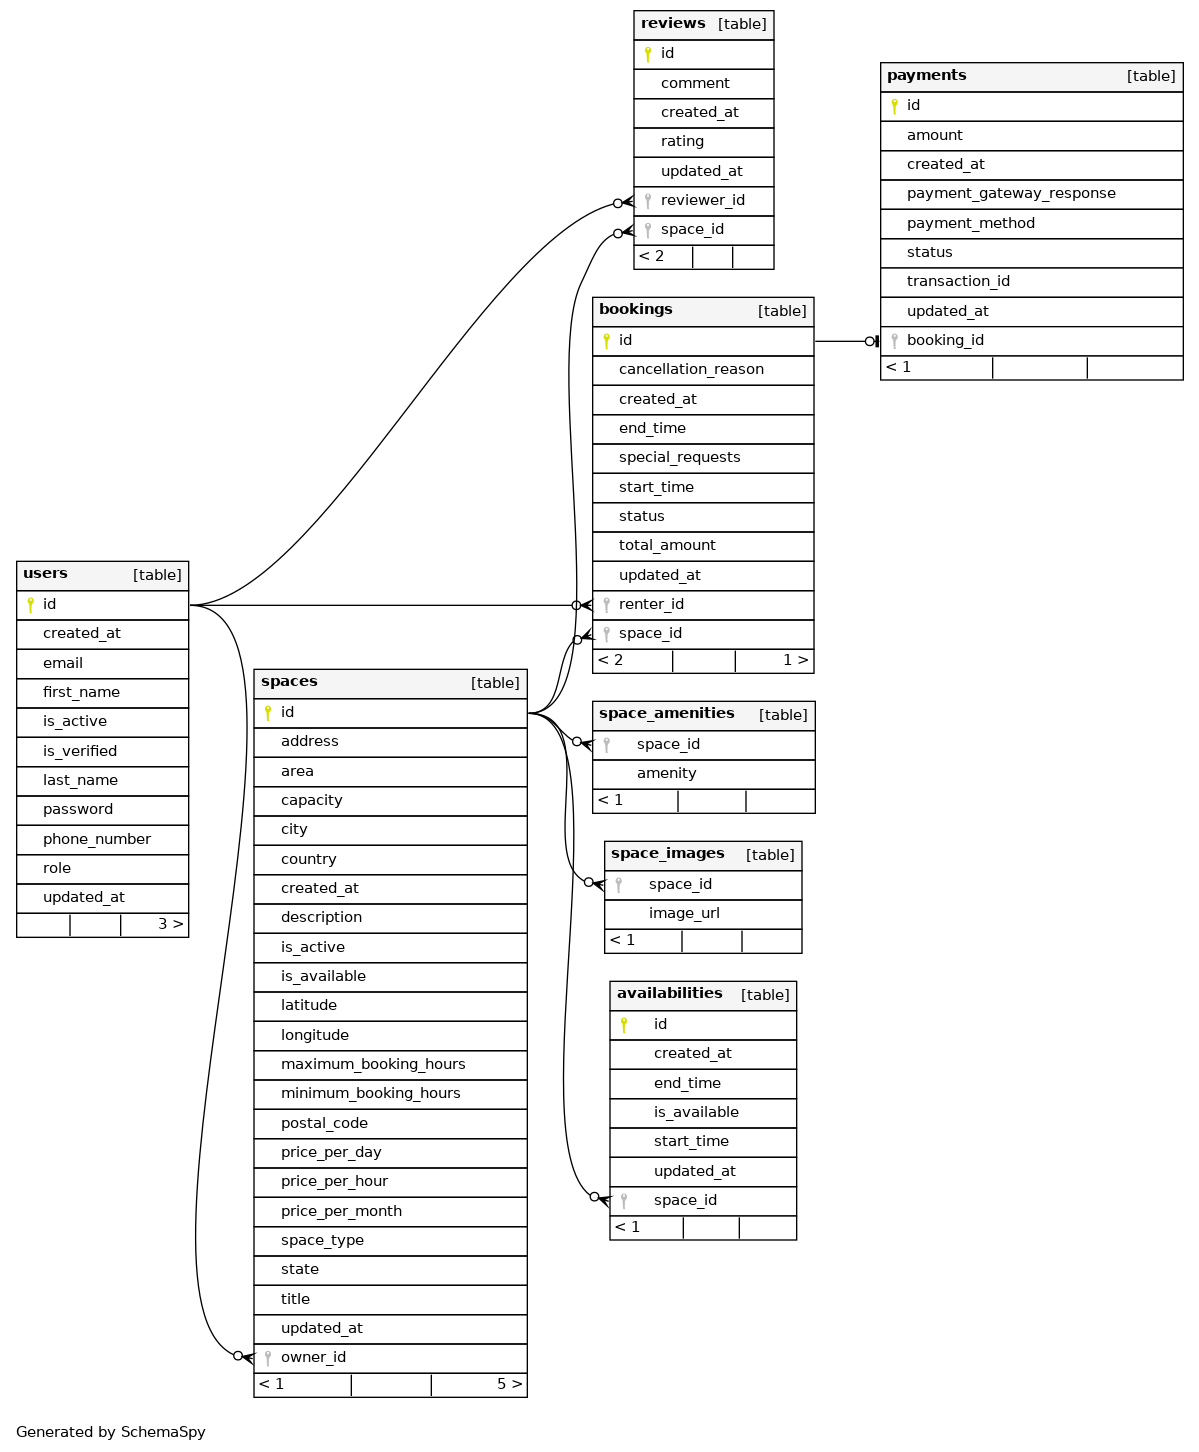 reviews [table]
id
comment
created_at
rating
updated_at
reviewer_id
space_id
< 2
payments [table]
id
amount
created_at
payment_gateway_response
payment_method
status
transaction_id
updated_at
booking_id
< 1
bookings [table]
id
cancellation_reason
created_at
end_time
special_requests
start_time
status
total_amount
updated_at
renter_id
space_id
< 2 1 >
users [table]
id
created_at
email
first_name
is_active
is_verified
last_name
password
phone_number
role
updated_at
3 >
spaces [table]
id
address
area
capacity
city
country
created_at
description
is_active
is_available
latitude
longitude
maximum_booking_hours
minimum_booking_hours
postal_code
price_per_day
price_per_hour
price_per_month
space_type
state
title
updated_at
owner_id
< 1 5 >
space_amenities [table]
space_id
amenity
< 1
space_images [table]
space_id
image_url
< 1
availabilities [table]
id
created_at
end_time
is_available
start_time
updated_at
space_id
< 1
Generated by SchemaSpy